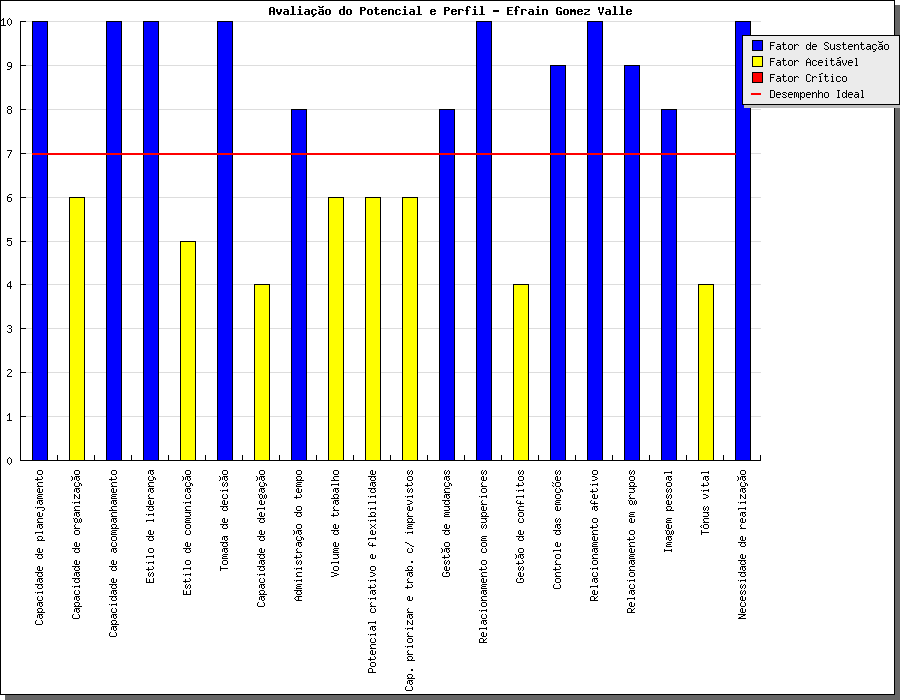 Avaliação do Potencial e Perfil - Efrain Gomez Valle
Fator de Sustentação
Fator Aceitável
Fator Crítico
Desempenho Ideal
10
9
8
7
6
5
4
3
2
1
0
Capacidade de planejamento
Capacidade de organização
Capacidade de acompanhamento
Estilo de liderança
Estilo de comunicação
Tomada de decisão
Capacidade de delegação
Administração do tempo
Volume de trabalho
Potencial criativo e flexibilidade
Cap. priorizar e trab. c/ imprevistos
Gestão de mudanças
Relacionamento com superiores
Gestão de conflitos
Controle das emoções
Relacionamento afetivo
Relacionamento em grupos
Imagem pessoal
Tônus vital
Necessidade de realização